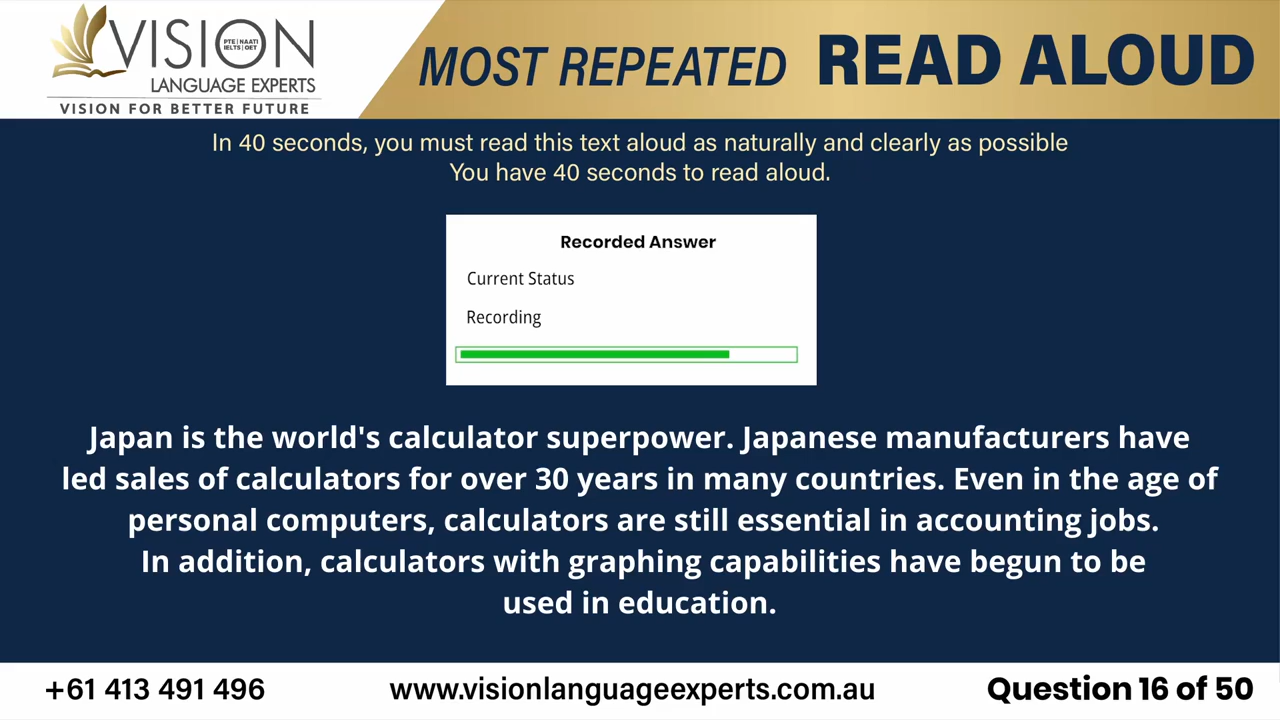 VISION
PTE | NAATI
IELTS | OET
LANGUAGE EXPERTS
VISION FOR BETTER FUTURE
MOST REPEATED READ ALOUD
In 40 seconds, you must read this text aloud as naturally and clearly as possible
You have 40 seconds to read aloud.
Recorded Answer
Current Status
Recording
Japan is the world's calculator superpower. Japanese manufacturers have
led sales of calculators for over 30 years in many countries. Even in the age of
personal computers, calculators are still essential in accounting jobs.
In addition, calculators with graphing capabilities have begun to be
used in education.
+61 413 491 496
www.visionlanguageexperts.com.au
Question 16 of 50